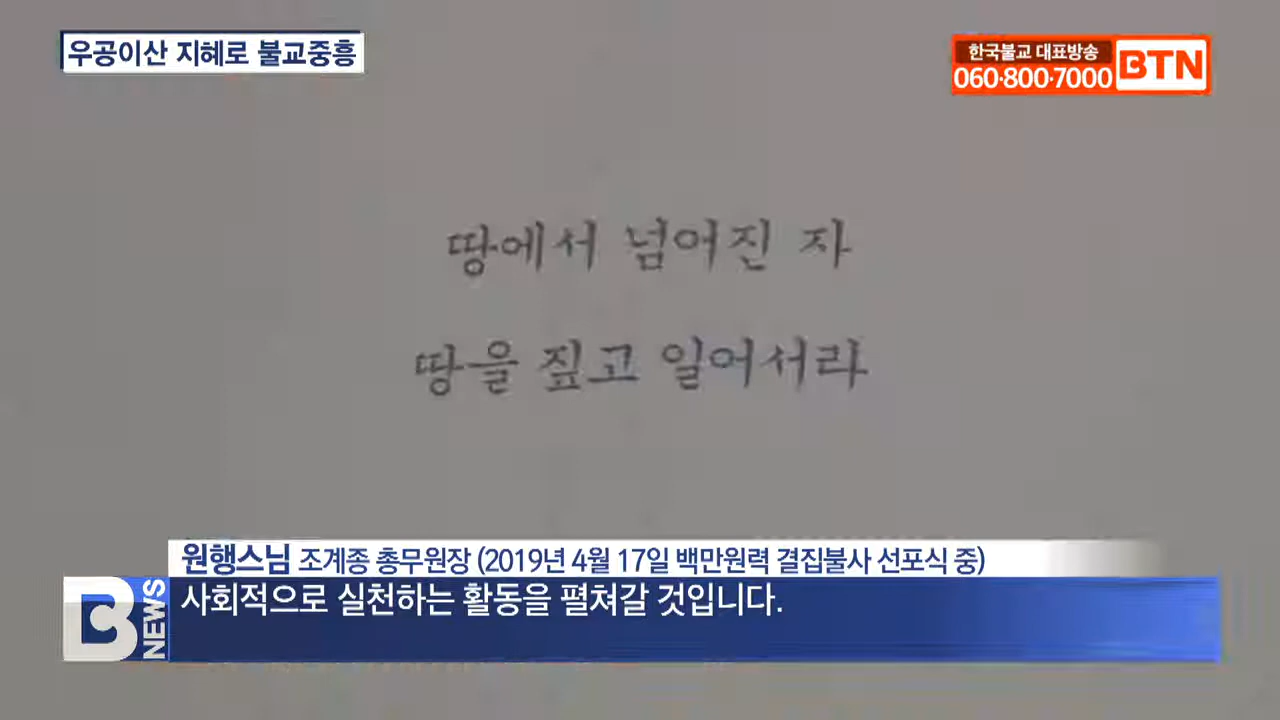 우공이산 지혜로 불교중흥
한국불교 대표방송
060·800·7000
BTN
땅에서 넘어진 자
땅을 짚고 일어서라
원행스님 조계종 총무원장 (2019년 4월 17일 백만원력 결집불사 선포식 중)
사회적으로 실천하는 활동을 펼쳐갈 것입니다.
B NEWS